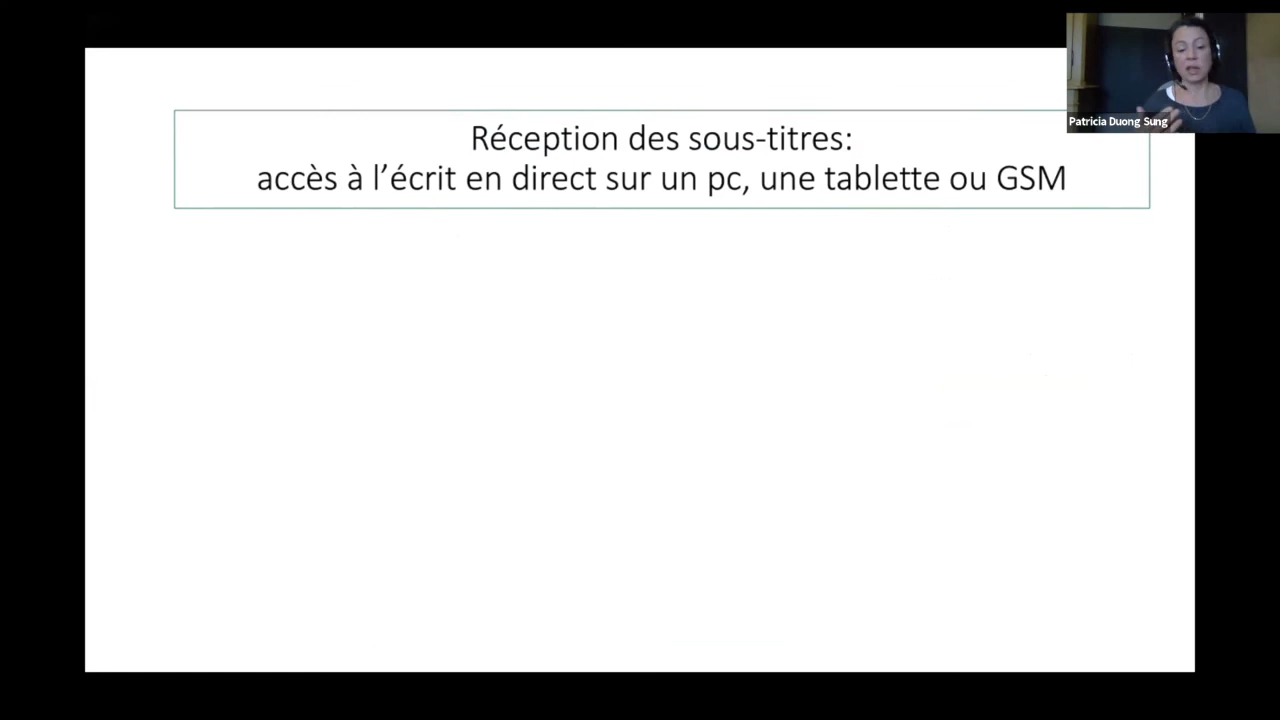 Réception des sous-titres:
accès à l’écrit en direct sur un pc, une tablette ou GSM
Patricia Duong Sung